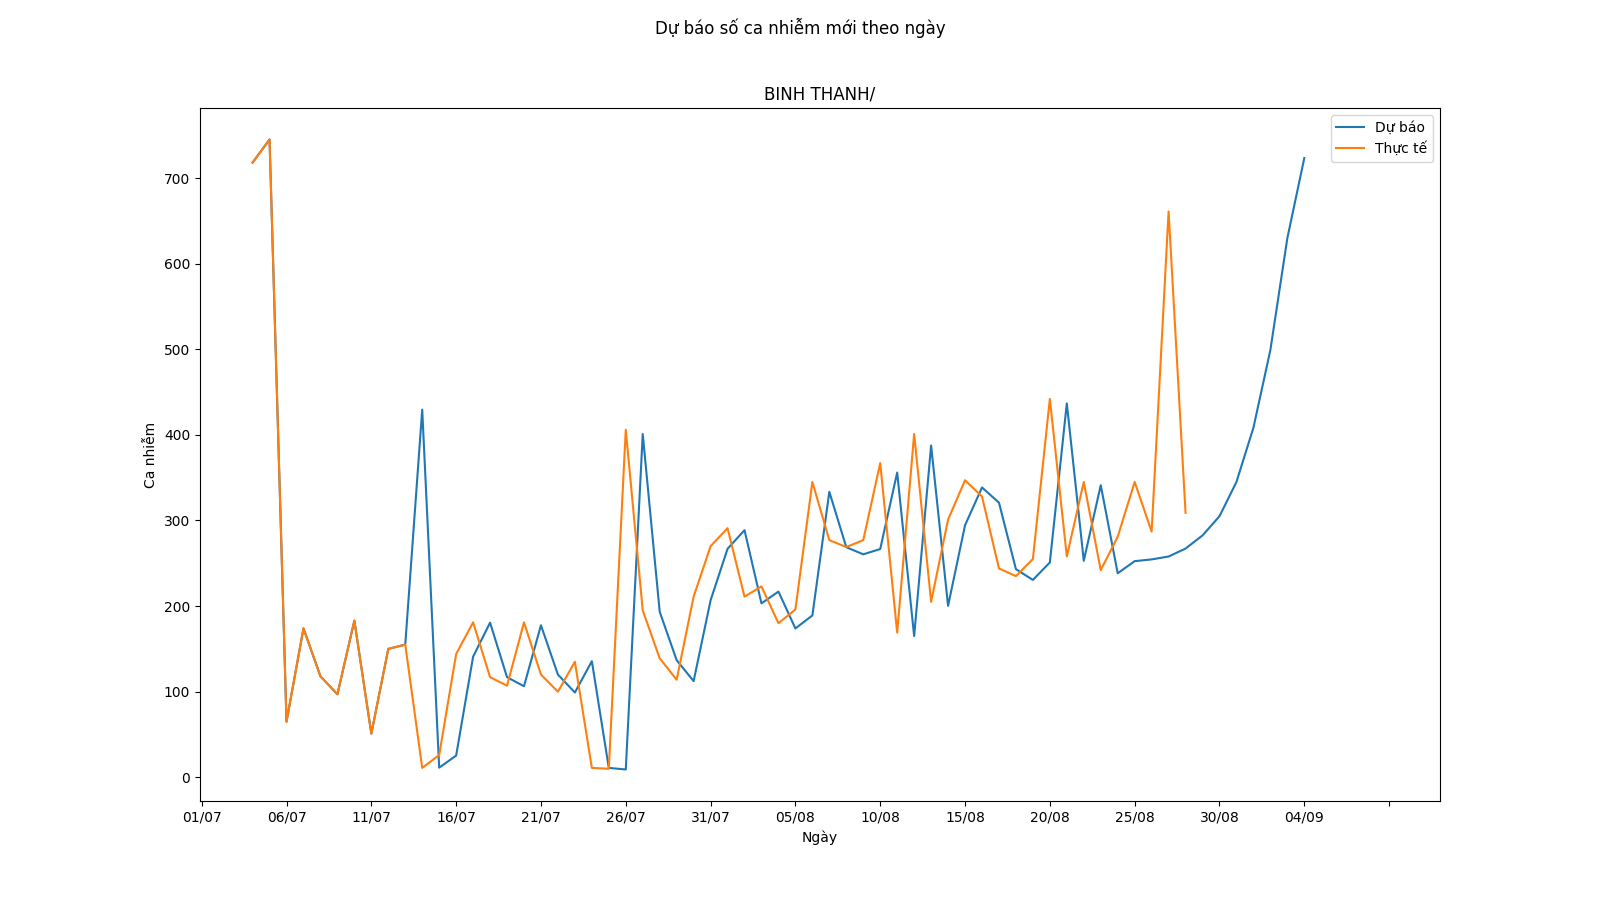 Dự báo số ca nhiễm mới theo ngày
BINH THANH/
Dự báo
Thực tế
700
600
500
400
300
200
100
0
Ca nhiễm
01/07 06/07 11/07 16/07 21/07 26/07 31/07 05/08 10/08 15/08 20/08 25/08 30/08 04/09
Ngày